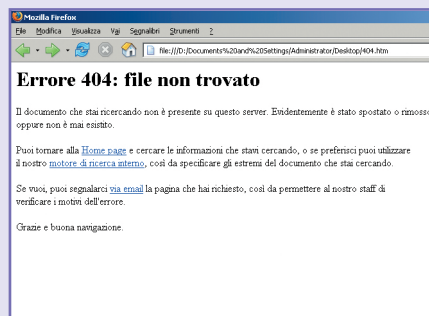 Mozilla Firefox
File Modifica Visualizza Vai Segnalibri Strumenti ?
file:///D:/Documents%20and%20Settings/Administrator/Desktop/404.htm
Errore 404: file non trovato
Il documento che stai ricercando non è presente su questo server. Evidentemente è stato spostato o rimosso
oppure non è mai esistito.
Puoi tornare alla Home page e cercare le informazioni che stavi cercando, o se preferisci puoi utilizzare
il nostro motore di ricerca interno, così da specificare gli estremi del documento che stai cercando.
Se vuoi, puoi segnalarci via email la pagina che hai richiesto, così da permettere al nostro staff di
verificare i motivi dell'errore.
Grazie e buona navigazione.